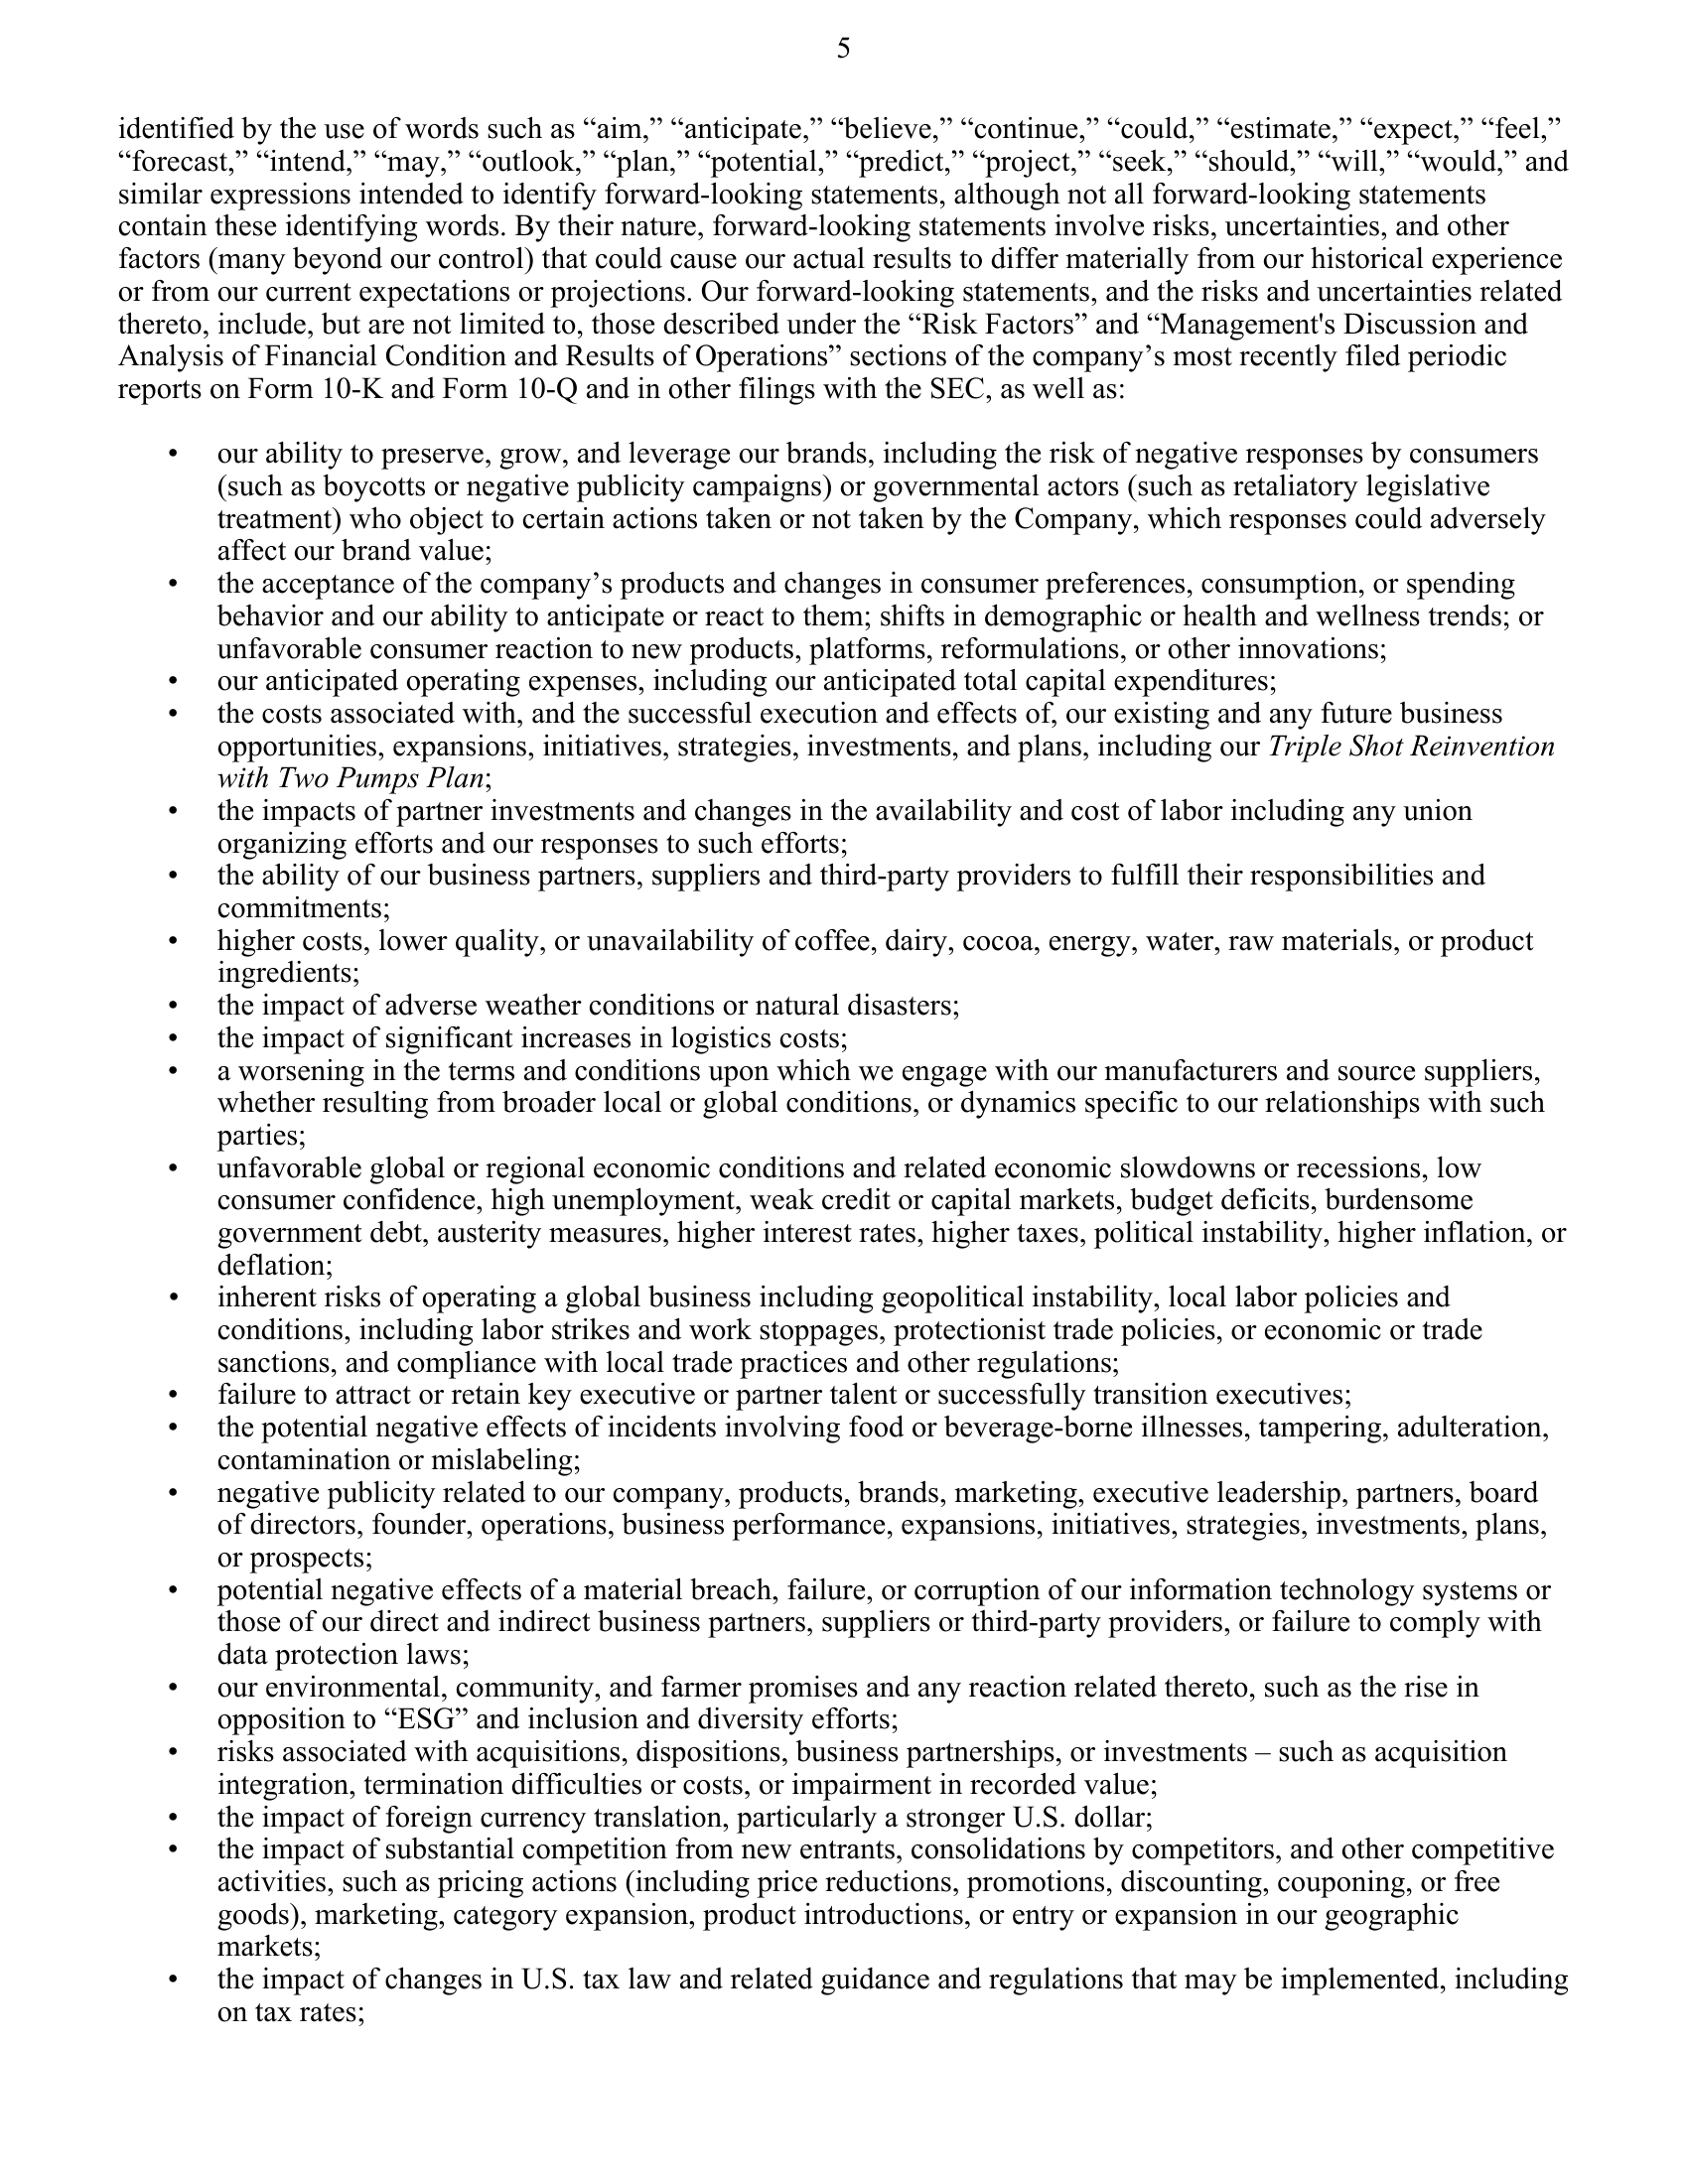 5
identified by the use of words such as “aim,” “anticipate,” “believe,” “continue,” “could,” “estimate,” “expect,” “feel,”
“forecast,” “intend,” “may,” “outlook,” “plan,” “potential,” “predict,” “project,” “seek,” “should,” “will,” “would,” and
similar expressions intended to identify forward-looking statements, although not all forward-looking statements
contain these identifying words. By their nature, forward-looking statements involve risks, uncertainties, and other
factors (many beyond our control) that could cause our actual results to differ materially from our historical experience
or from our current expectations or projections. Our forward-looking statements, and the risks and uncertainties related
thereto, include, but are not limited to, those described under the “Risk Factors” and “Management's Discussion and
Analysis of Financial Condition and Results of Operations” sections of the company’s most recently filed periodic
reports on Form 10-K and Form 10-Q and in other filings with the SEC, as well as:
• our ability to preserve, grow, and leverage our brands, including the risk of negative responses by consumers
(such as boycotts or negative publicity campaigns) or governmental actors (such as retaliatory legislative
treatment) who object to certain actions taken or not taken by the Company, which responses could adversely
affect our brand value;
• the acceptance of the company’s products and changes in consumer preferences, consumption, or spending
behavior and our ability to anticipate or react to them; shifts in demographic or health and wellness trends; or
unfavorable consumer reaction to new products, platforms, reformulations, or other innovations;
• our anticipated operating expenses, including our anticipated total capital expenditures;
• the costs associated with, and the successful execution and effects of, our existing and any future business
opportunities, expansions, initiatives, strategies, investments, and plans, including our Triple Shot Reinvention
with Two Pumps Plan;
• the impacts of partner investments and changes in the availability and cost of labor including any union
organizing efforts and our responses to such efforts;
• the ability of our business partners, suppliers and third-party providers to fulfill their responsibilities and
commitments;
• higher costs, lower quality, or unavailability of coffee, dairy, cocoa, energy, water, raw materials, or product
ingredients;
• the impact of adverse weather conditions or natural disasters;
• the impact of significant increases in logistics costs;
• a worsening in the terms and conditions upon which we engage with our manufacturers and source suppliers,
whether resulting from broader local or global conditions, or dynamics specific to our relationships with such
parties;
• unfavorable global or regional economic conditions and related economic slowdowns or recessions, low
consumer confidence, high unemployment, weak credit or capital markets, budget deficits, burdensome
government debt, austerity measures, higher interest rates, higher taxes, political instability, higher inflation, or
deflation;
• inherent risks of operating a global business including geopolitical instability, local labor policies and
conditions, including labor strikes and work stoppages, protectionist trade policies, or economic or trade
sanctions, and compliance with local trade practices and other regulations;
• failure to attract or retain key executive or partner talent or successfully transition executives;
• the potential negative effects of incidents involving food or beverage-borne illnesses, tampering, adulteration,
contamination or mislabeling;
• negative publicity related to our company, products, brands, marketing, executive leadership, partners, board
of directors, founder, operations, business performance, expansions, initiatives, strategies, investments, plans,
or prospects;
• potential negative effects of a material breach, failure, or corruption of our information technology systems or
those of our direct and indirect business partners, suppliers or third-party providers, or failure to comply with
data protection laws;
• our environmental, community, and farmer promises and any reaction related thereto, such as the rise in
opposition to “ESG” and inclusion and diversity efforts;
• risks associated with acquisitions, dispositions, business partnerships, or investments – such as acquisition
integration, termination difficulties or costs, or impairment in recorded value;
• the impact of foreign currency translation, particularly a stronger U.S. dollar;
• the impact of substantial competition from new entrants, consolidations by competitors, and other competitive
activities, such as pricing actions (including price reductions, promotions, discounting, couponing, or free
goods), marketing, category expansion, product introductions, or entry or expansion in our geographic
markets;
• the impact of changes in U.S. tax law and related guidance and regulations that may be implemented, including
on tax rates;